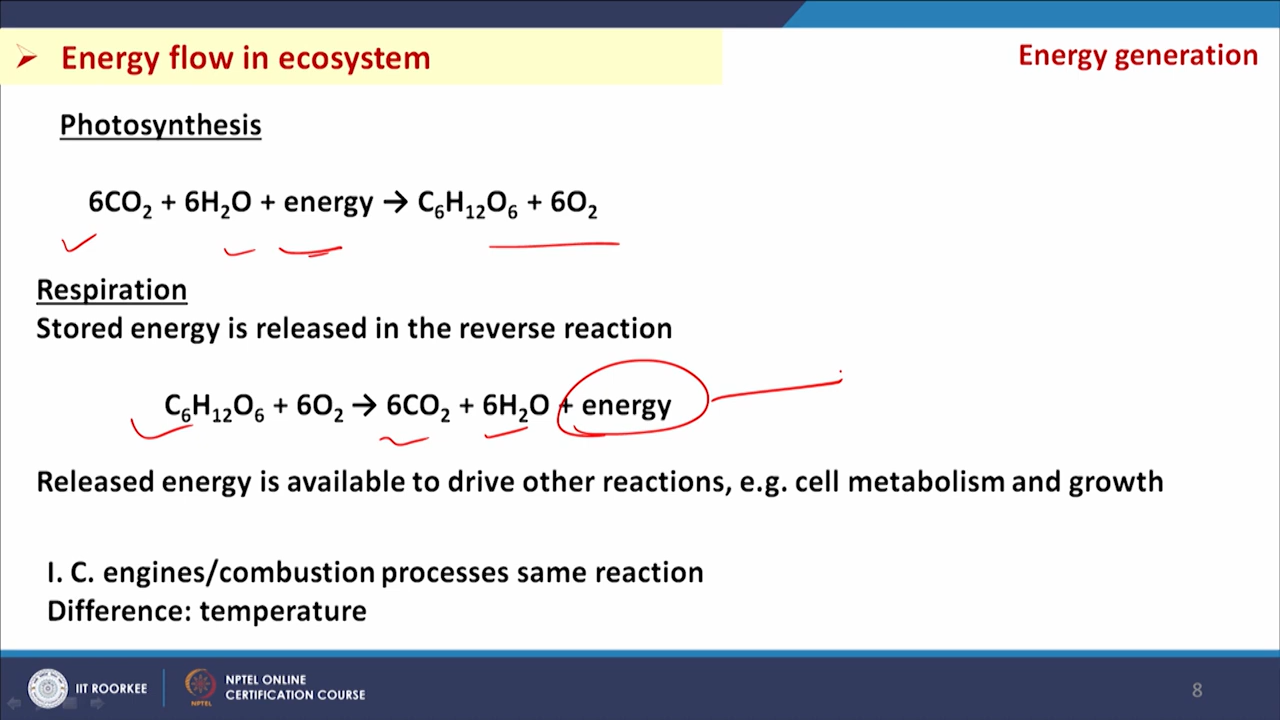 Energy flow in ecosystem
Energy generation
Photosynthesis
6CO₂ + 6H₂O + energy → C₆H₁₂O₆ + 6O₂
Respiration
Stored energy is released in the reverse reaction
C₆H₁₂O₆ + 6O₂ → 6CO₂ + 6H₂O + energy
Released energy is available to drive other reactions, e.g. cell metabolism and growth
I. C. engines/combustion processes same reaction
Difference: temperature
IIT ROORKEE
NPTEL
NPTEL ONLINE
CERTIFICATION COURSE
8